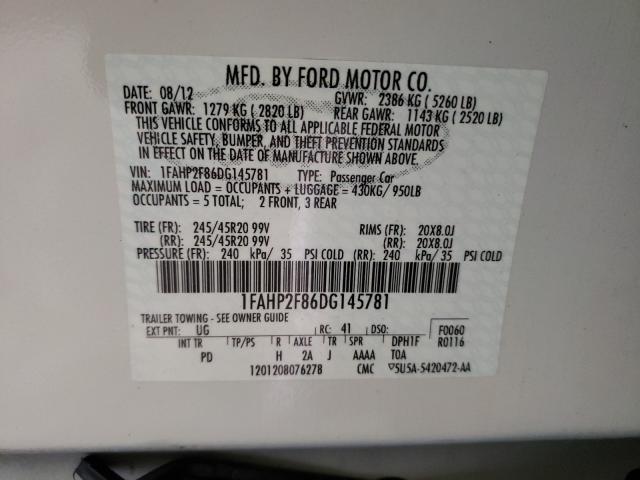 MFD. BY FORD MOTOR CO.
DATE: 08/12 GVWR: 2386 KG ( 5260 LB)
FRONT GAWR: 1279 KG ( 2820 LB) REAR GAWR: 1143 KG ( 2520 LB)
THIS VEHICLE CONFORMS TO ALL APPLICABLE FEDERAL MOTOR
VEHICLE SAFETY, BUMPER, AND THEFT PREVENTION STANDARDS
IN EFFECT ON THE DATE OF MANUFACTURE SHOWN ABOVE.
VIN: 1FAHP2F86DG145781 TYPE: Passenger Car
MAXIMUM LOAD = OCCUPANTS + LUGGAGE = 430KG/ 950LB
OCCUPANTS = 5 TOTAL; 2 FRONT, 3 REAR
TIRE (FR): 245/45R20 99V RIMS (FR): 20X8.0J
(RR): 245/45R20 99V (RR): 20X8.0J
PRESSURE (FR): 240 kPa/ 35 PSI COLD (RR): 240 kPa/ 35 PSI COLD
1FAHP2F86DG145781
TRAILER TOWING - SEE OWNER GUIDE
EXT PNT: UG RC: 41 DSO: F0060
INT TR TP/PS R AXLE TR SPR DPH1F R0116
PD H 2A J AAAA TOA
1201208076278 CMC ▽5U5A-5420472-AA